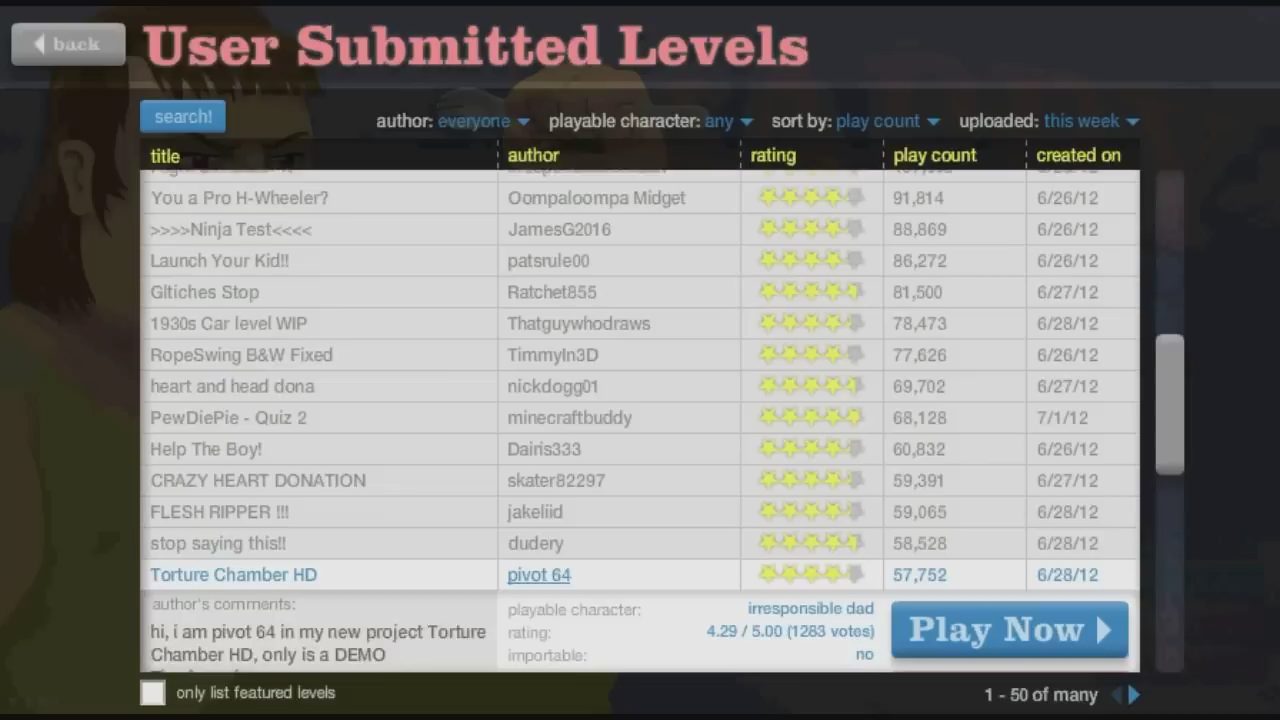 back
User Submitted Levels
search!
author: everyone playable character: any sort by: play count uploaded: this week
title author rating play count created on
You a Pro H-Wheeler? Oompaloompa Midget 91,814 6/26/12
>>>>Ninja Test<<<< JamesG2016 88,869 6/26/12
Launch Your Kid!! patsrule00 86,272 6/26/12
Glitiches Stop Ratchet855 81,500 6/27/12
1930s Car level WIP Thatguywhodraws 78,473 6/28/12
RopeSwing B&W Fixed TimmyIn3D 77,626 6/26/12
heart and head dona nickdogg01 69,702 6/27/12
PewDiePie - Quiz 2 minecraftbuddy 68,128 7/1/12
Help The Boy! Dairis333 60,832 6/26/12
CRAZY HEART DONATION skater82297 59,391 6/27/12
FLESH RIPPER !!! jakeliid 59,065 6/28/12
stop saying this!! dudery 58,528 6/28/12
Torture Chamber HD pivot 64 57,752 6/28/12
author's comments:
hi, i am pivot 64 in my new project Torture
Chamber HD, only is a DEMO
playable character: irresponsible dad
rating: 4.29 / 5.00 (1283 votes)
importable: no
Play Now
only list featured levels
1 - 50 of many